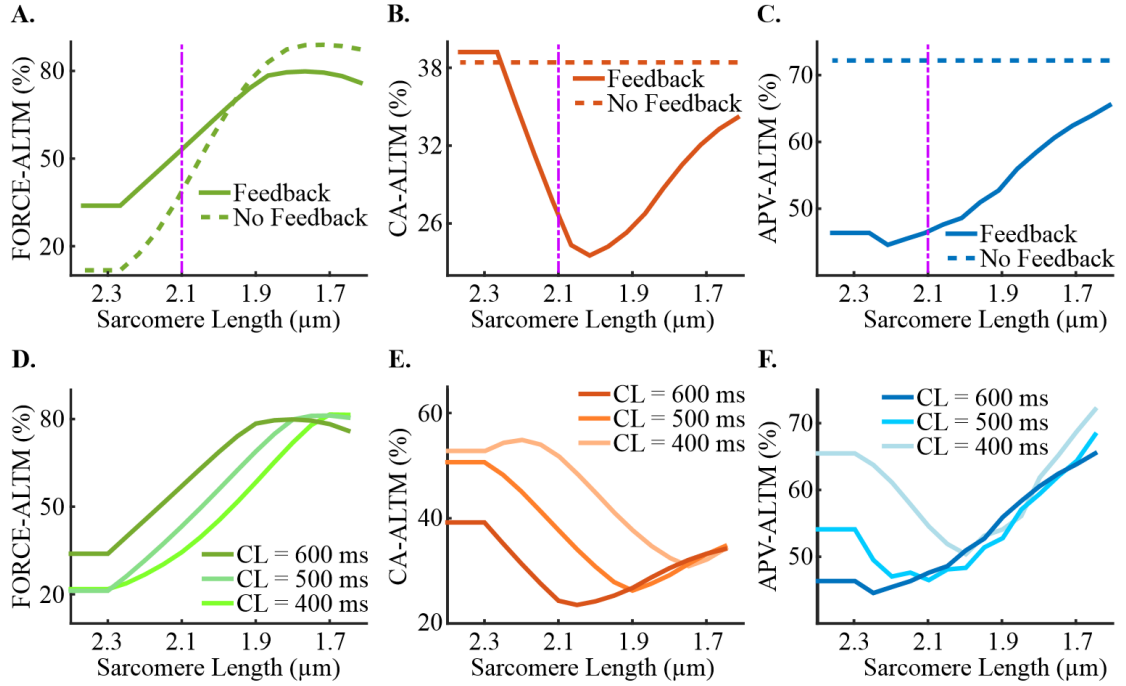 A.
FORCE-ALTM (%)
80
50
20
Feedback
No Feedback
2.3 2.1 1.9 1.7
Sarcomere Length (µm)
B.
CA-ALTM (%)
38
32
26
Feedback
No Feedback
2.3 2.1 1.9 1.7
Sarcomere Length (µm)
C.
APV-ALTM (%)
70
60
50
Feedback
No Feedback
2.3 2.1 1.9 1.7
Sarcomere Length (µm)
D.
FORCE-ALTM (%)
80
50
20
CL = 600 ms
CL = 500 ms
CL = 400 ms
2.3 2.1 1.9 1.7
Sarcomere Length (µm)
E.
CA-ALTM (%)
60
40
20
CL = 600 ms
CL = 500 ms
CL = 400 ms
2.3 2.1 1.9 1.7
Sarcomere Length (µm)
F.
APV-ALTM (%)
70
60
50
CL = 600 ms
CL = 500 ms
CL = 400 ms
2.3 2.1 1.9 1.7
Sarcomere Length (µm)